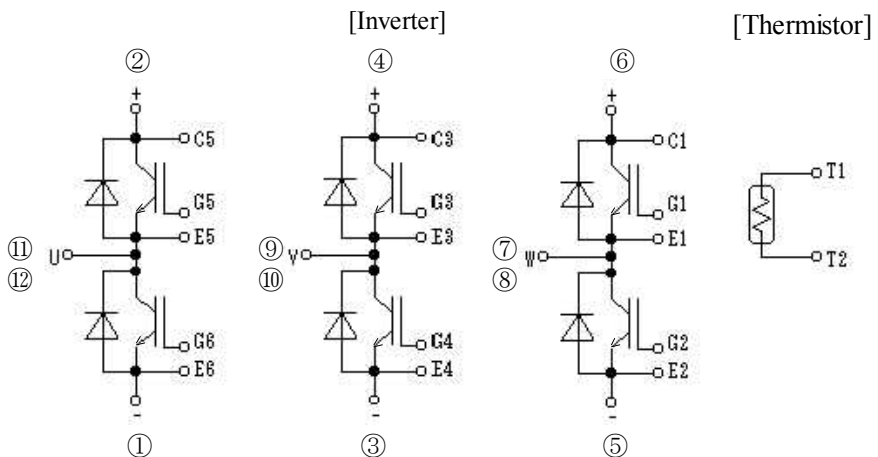 [Inverter]
[Thermistor]
② ④ ⑥
+ + +
C5 C3 C1
T1
G5 G3 G1
E5 E3 E1
⑪ ⑨ ⑦
U V W
T2
⑫ ⑩ ⑧
G6 G4 G2
E6 E4 E2
- - -
① ③ ⑤